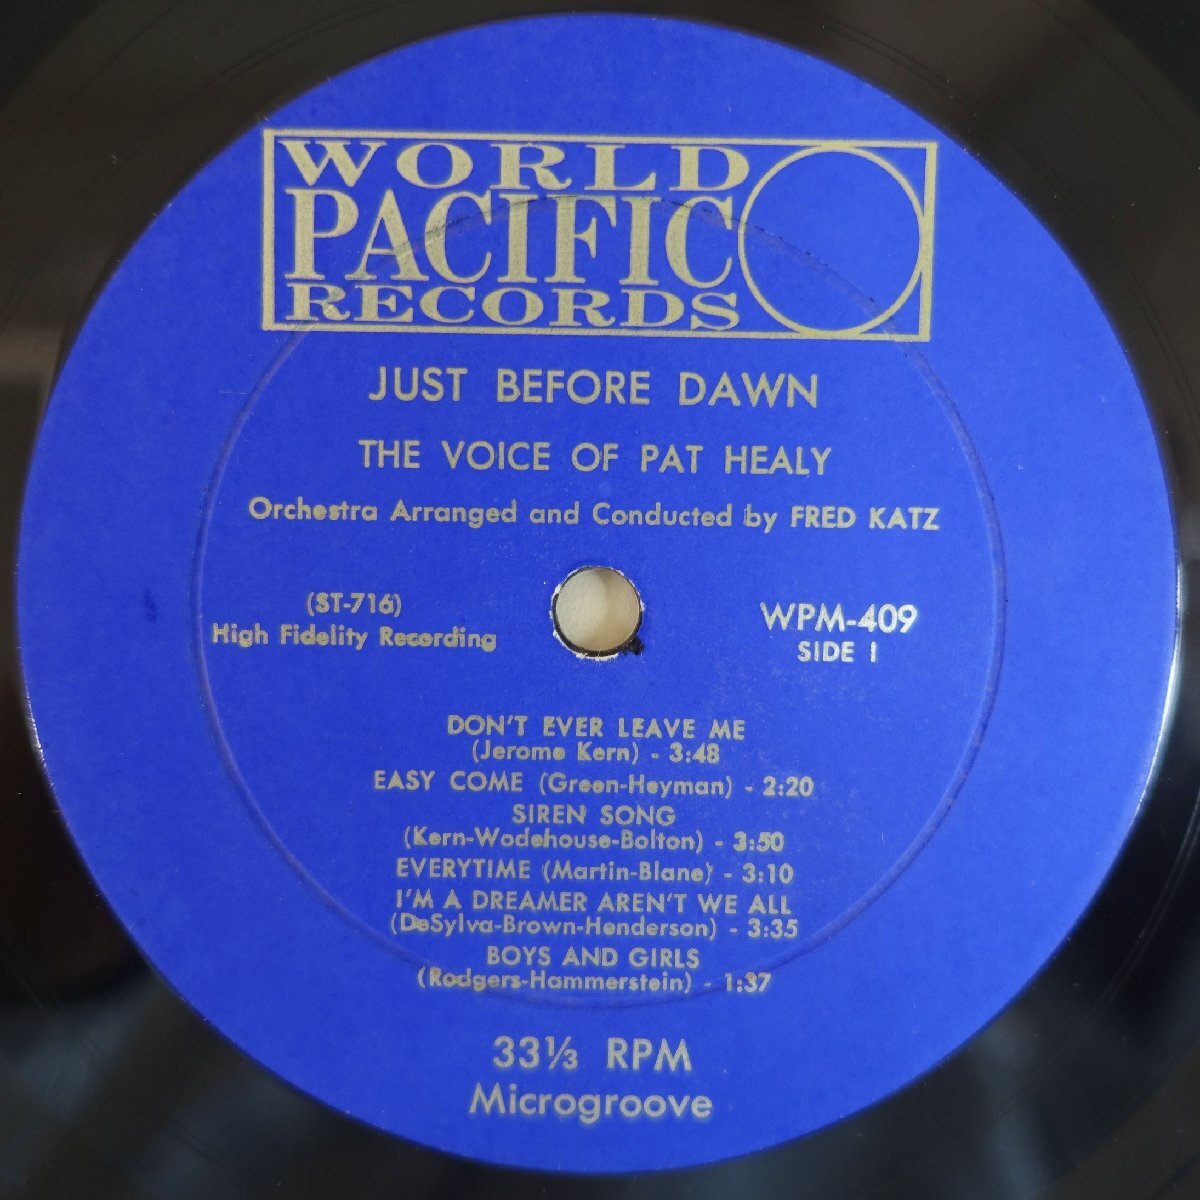 WORLD
PACIFIC
RECORDS
JUST BEFORE DAWN
THE VOICE OF PAT HEALY
Orchestra Arranged and Conducted by FRED KATZ
(ST-716)
High Fidelity Recording
WPM-409
SIDE 1
DON'T EVER LEAVE ME
(Jerome Kern) - 3:48
EASY COME (Green-Heyman) - 2:20
SIREN SONG
(Kern-Wodehouse-Bolton) - 3:50
EVERYTIME (Martin-Blane) - 3:10
I'M A DREAMER AREN'T WE ALL
(DeSylva-Brown-Henderson) - 3:35
BOYS AND GIRLS
(Rodgers-Hammerstein) - 1:37
33⅓ RPM
Microgroove